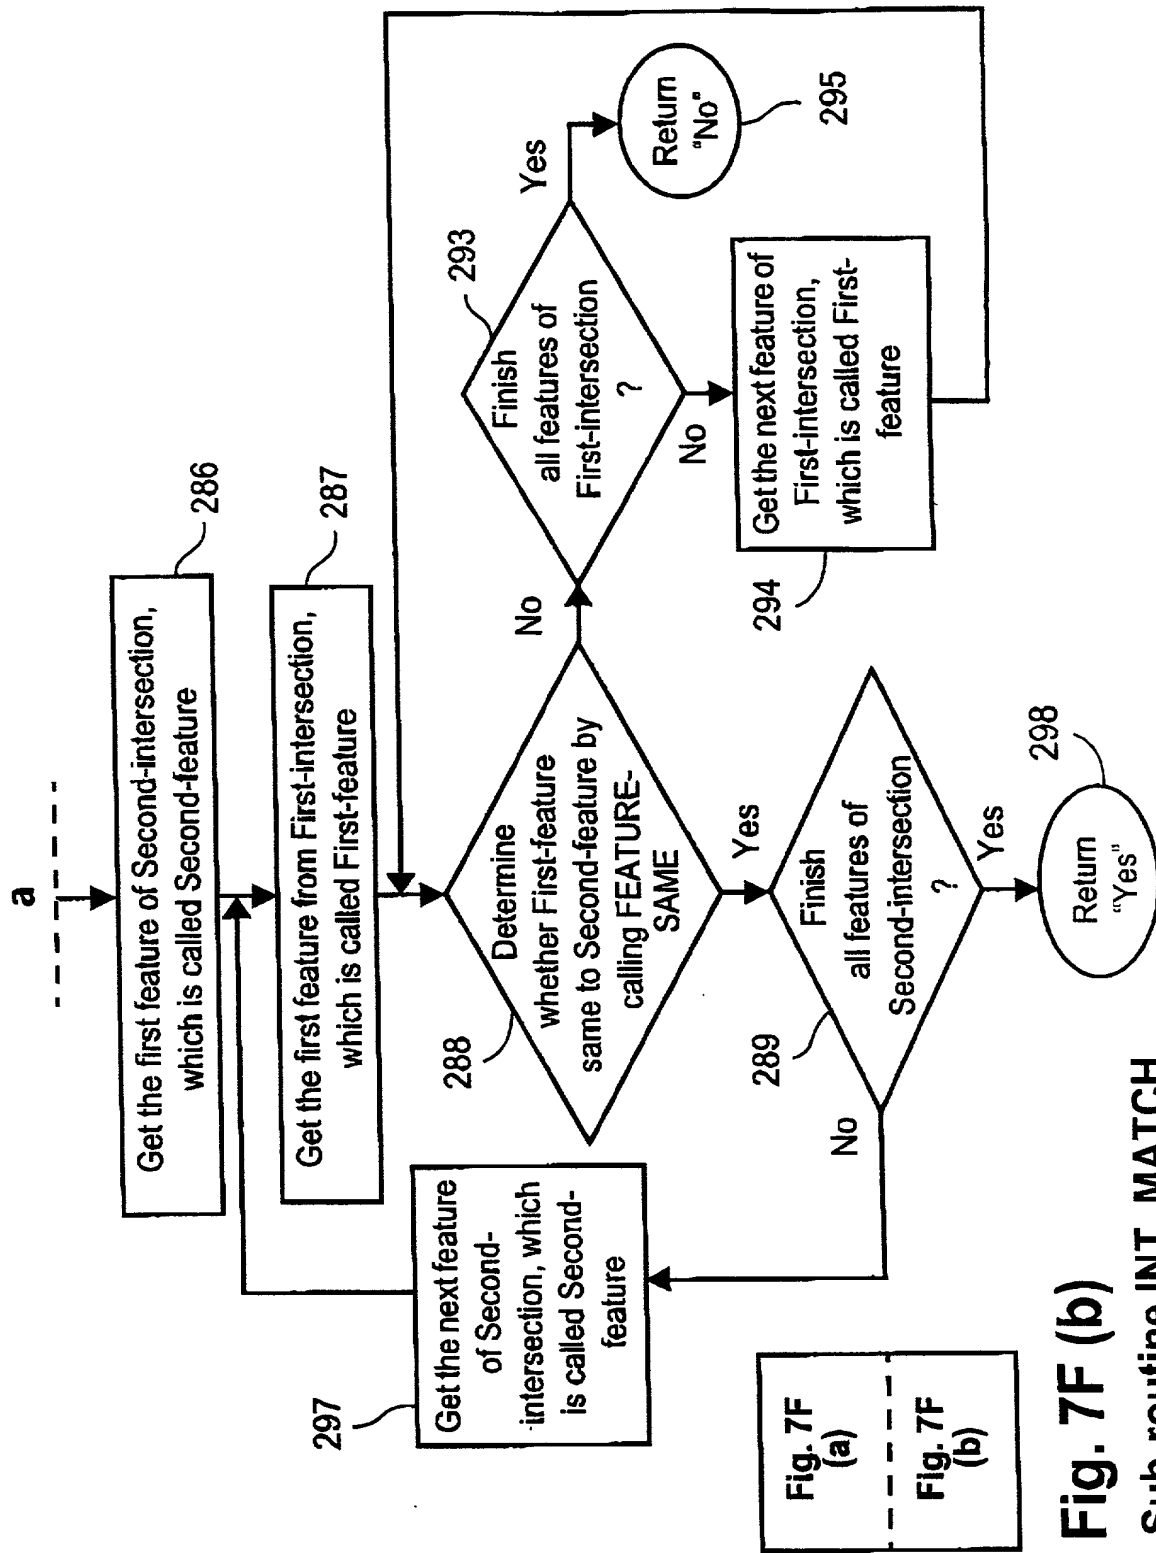 a
Get the first feature of Second-intersection,
which is called Second-feature
286
Get the first feature from First-intersection,
which is called First-feature
287
Determine
whether First-feature
same to Second-feature by
calling FEATURE-
SAME
288
No
Finish
all features of
First-intersection
?
293
Yes
Return
“No”
295
No
Get the next feature of
First-intersection,
which is called First-
feature
294
Yes
Finish
all features of
Second-intersection
?
289
Yes
Return
“Yes”
298
No
Get the next feature
of Second-
intersection, which
is called Second-
feature
297
Fig. 7F
(a)
Fig. 7F
(b)
Fig. 7F (b)
Sub-routine INT_MATCH